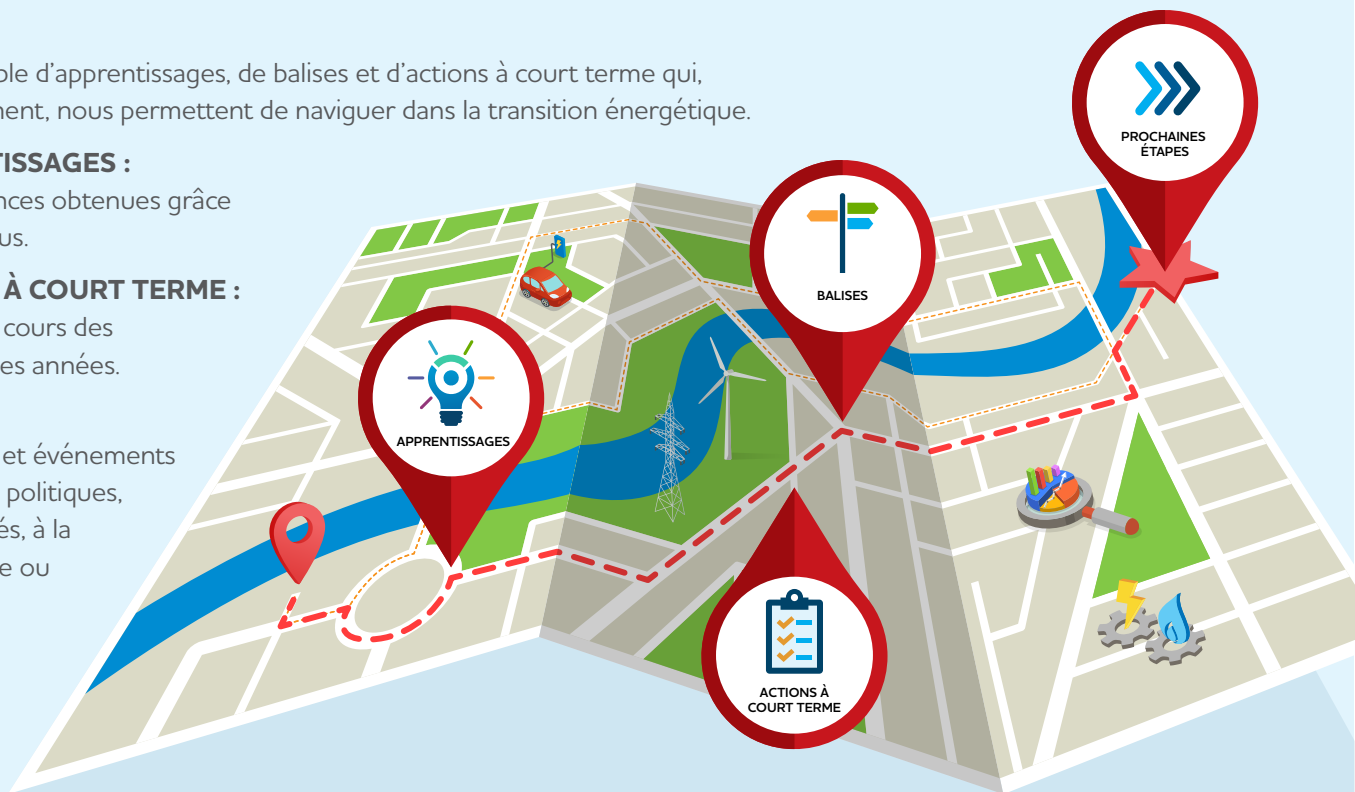 d'apprentissages, de balises et d'actions à court terme qui,
nous permettent de naviguer dans la transition énergétique.
TISSAGES :
nces obtenues grâce
us.
À COURT TERME :
cours des
es années.
et événements
politiques,
és, à la
e ou
PROCHAINES
ÉTAPES
BALISES
APPRENTISSAGES
ACTIONS À
COURT TERME